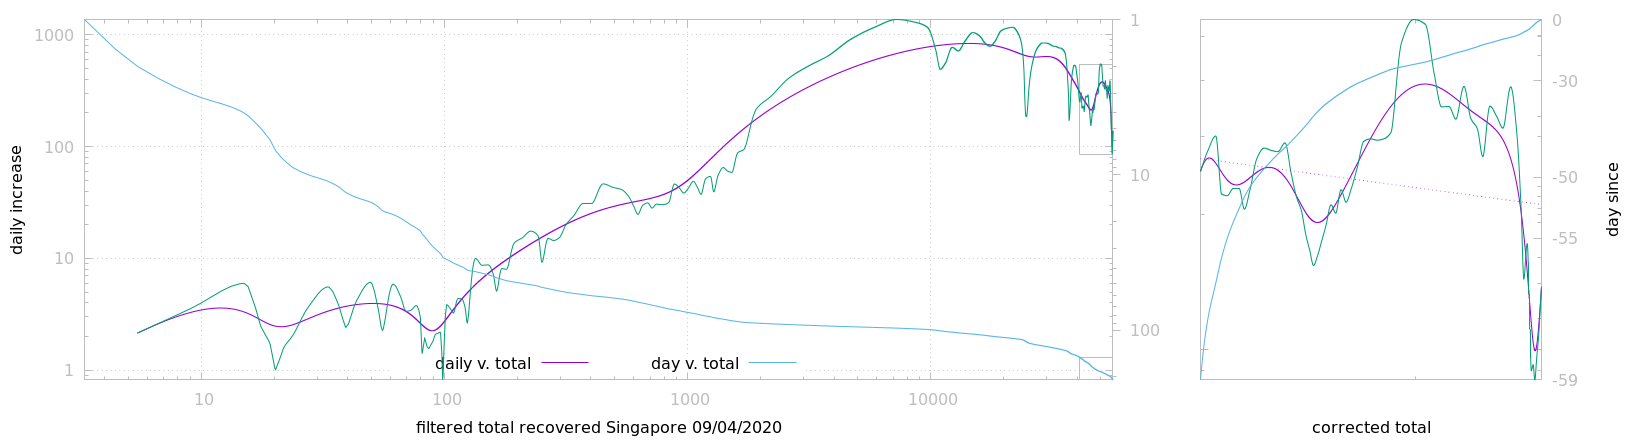 1000
100
10
1
daily increase
10
100
1000
10000
filtered total recovered Singapore 09/04/2020
daily v. total
day v. total
1
10
100
0
-30
-50
-55
-59
day since
corrected total